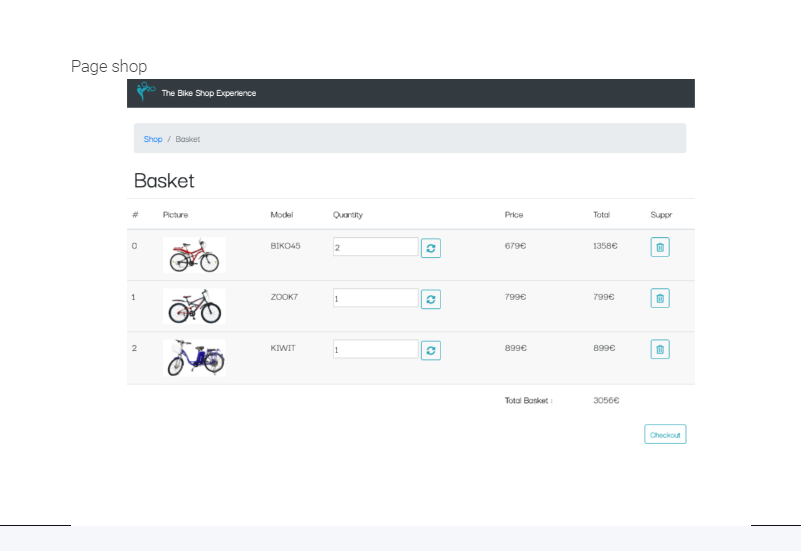 Page shop
The Bike Shop Experience
Shop / Basket
Basket
# Picture Model Quantity Price Total Suppr
0 BIKO45 2 679€ 1358€
1 ZOOK7 1 799€ 799€
2 KIWIT 1 899€ 899€
Total Basket : 3056€
Checkout